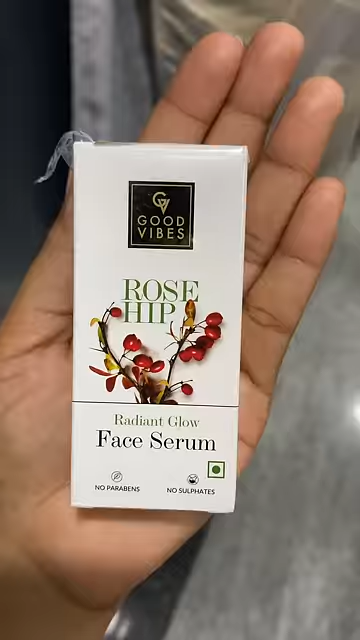 GV
GOOD
VIBES
ROSE
HIP
Radiant Glow
Face Serum
NO PARABENS
NO SULPHATES